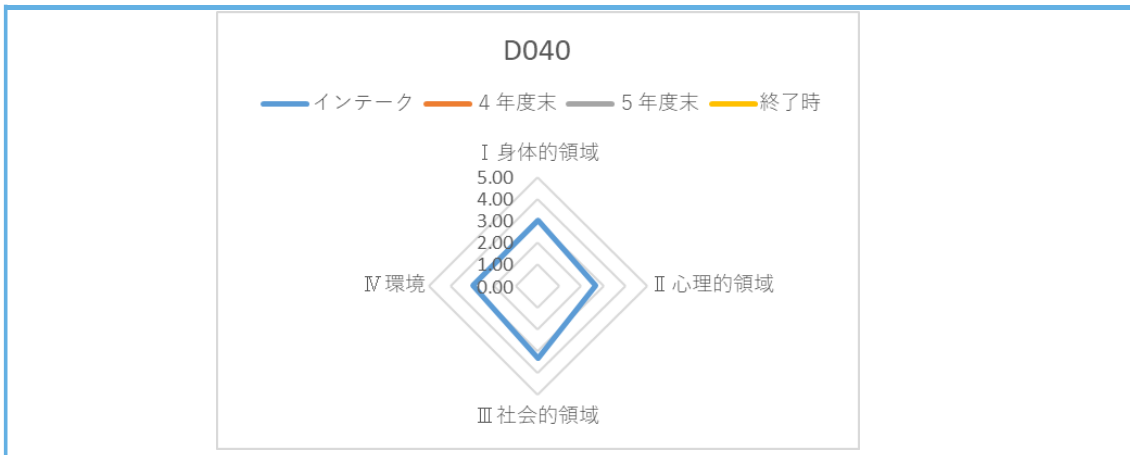 D040
インテーク 4年度末 5年度末 終了時
Ⅰ身体的領域
5.00
4.00
3.00
2.00
1.00
0.00
Ⅳ環境
Ⅱ心理的領域
Ⅲ社会的領域